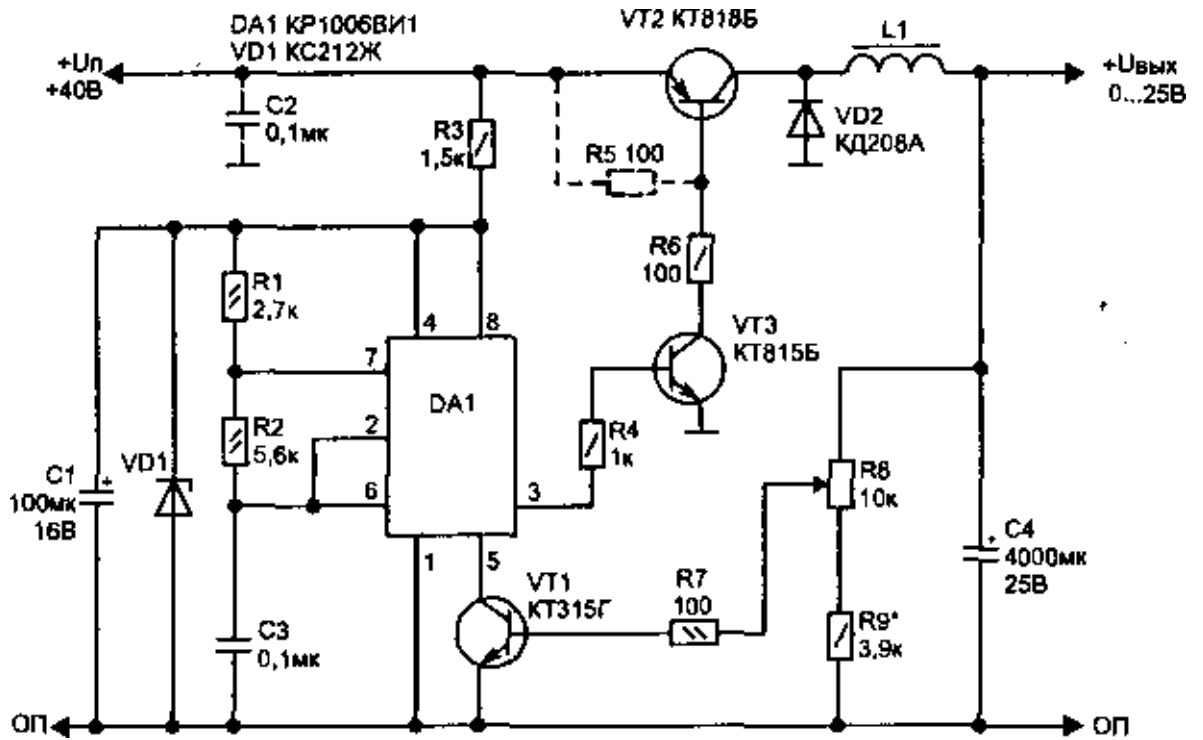 DA1 КР1006ВИ1
VD1 КС212Ж
VT2 КТ818Б
L1
+Uп
+40В
+Uвых
0...25В
C2
0,1мк
R3
1,5к
VD2
КД208А
R5 100
R6
100
R1
2,7к
4
8
VT3
КТ815Б
7
DA1
R2
5,6к
2
R4
1к
VD1
C1
+
100мк
16В
6
3
R8
10к
1
5
C4
+
4000мк
25В
VT1
КТ315Г
R7
100
C3
0,1мк
R9*
3,9к
ОП
ОП